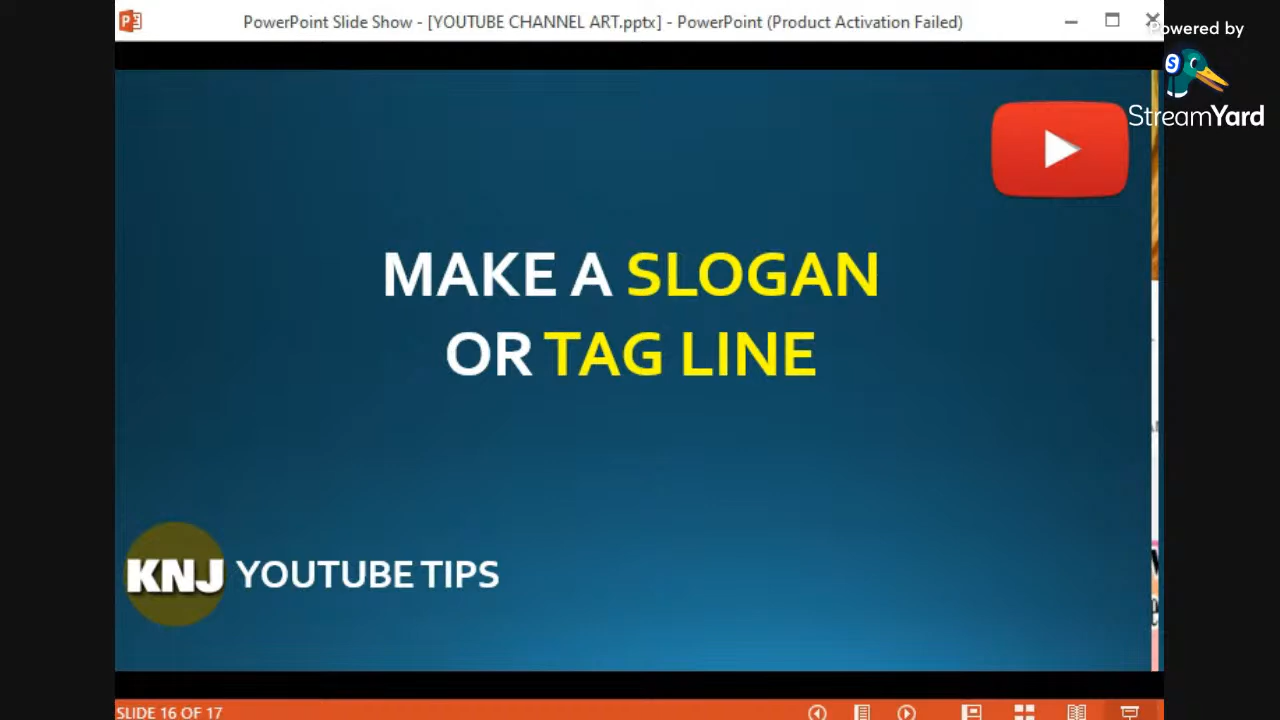 PowerPoint Slide Show - [YOUTUBE CHANNEL ART.pptx] - PowerPoint (Product Activation Failed)
Powered by
S
StreamYard
MAKE A SLOGAN
OR TAG LINE
KNJ YOUTUBE TIPS
SLIDE 16 OF 17